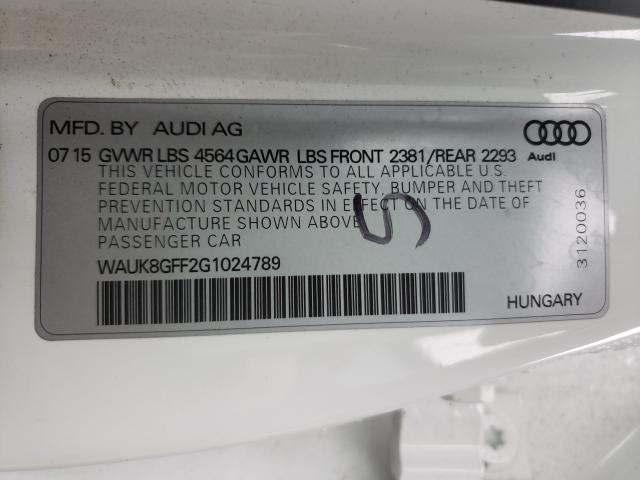 MFD. BY AUDI AG
Audi
07 15 GVWR LBS 4564 GAWR LBS FRONT 2381/REAR 2293
THIS VEHICLE CONFORMS TO ALL APPLICABLE U.S.
FEDERAL MOTOR VEHICLE SAFETY, BUMPER AND THEFT
PREVENTION STANDARDS IN EFFECT ON THE DATE OF
MANUFACTURE SHOWN ABOVE
PASSENGER CAR
5
3120036
WAUK8GFF2G1024789
HUNGARY